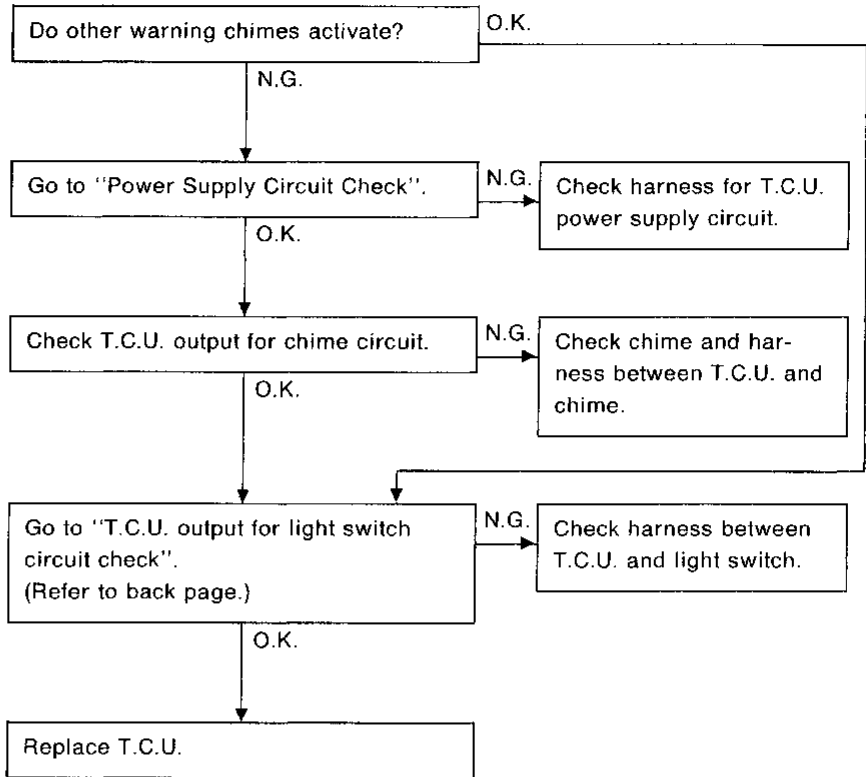 Do other warning chimes activate?
O.K.
N.G.
Go to "Power Supply Circuit Check".
N.G.
Check harness for T.C.U.
power supply circuit.
O.K.
Check T.C.U. output for chime circuit.
N.G.
Check chime and har-
ness between T.C.U. and
chime.
O.K.
Go to "T.C.U. output for light switch
circuit check".
(Refer to back page.)
N.G.
Check harness between
T.C.U. and light switch.
O.K.
Replace T.C.U.